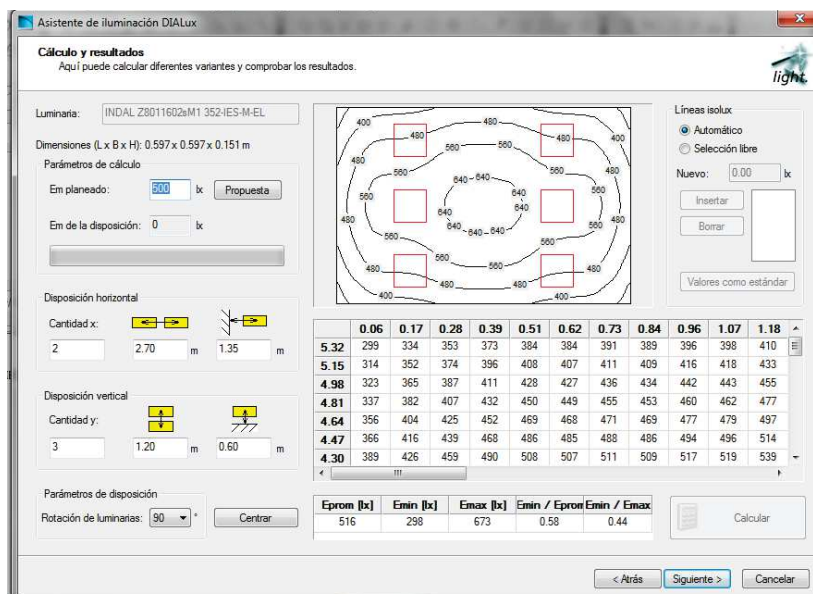 Asistente de iluminación DIALux
Cálculo y resultados
Aquí puede calcular diferentes variantes y comprobar los resultados.
light.
Luminaria: INDAL Z8011602sM1 352-IES-M-EL
Dimensiones (L x B x H): 0.597 x 0.597 x 0.151 m
Parámetros de cálculo
Em planeado: 500 lx Propuesta
Em de la disposición: 0 lx
Disposición horizontal
Cantidad x:
2 2.70 m 1.35 m
Disposición vertical
Cantidad y:
3 1.20 m 0.60 m
Parámetros de disposición
Rotación de luminarias: 90 ° Centrar
400 480 400
480 480
560 560
480 560 640 640 560 480
640 640
480 560 640 640 640 560 480
560 560
560
480 480 480
400 400
Líneas isolux
Automático
Selección libre
Nuevo: 0.00 lx
Insertar
Borrar
Valores como estándar
0.06 0.17 0.28 0.39 0.51 0.62 0.73 0.84 0.96 1.07 1.18
5.32 299 334 353 373 384 384 391 389 396 398 410
5.15 314 352 374 396 408 407 411 409 416 418 433
4.98 323 365 387 411 428 427 436 434 442 443 455
4.81 337 382 407 432 450 449 455 453 460 462 477
4.64 356 404 425 452 469 468 471 469 477 479 497
4.47 366 416 439 468 486 485 488 486 494 496 514
4.30 389 426 459 490 508 507 511 509 517 519 539
Eprom [lx] Emin [lx] Emax [lx] Emin / Eprom Emin / Emax
516 298 673 0.58 0.44
Calcular
< Atrás Siguiente > Cancelar